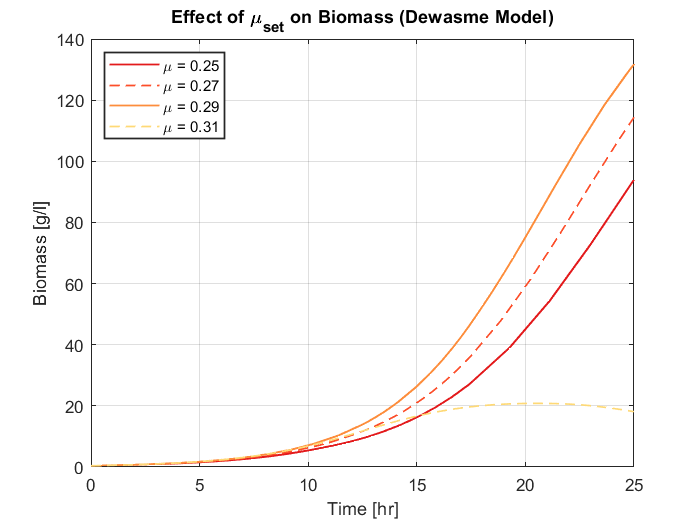 Effect of μset on Biomass (Dewasme Model)
140
120
100
80
60
40
20
0
Biomass [g/l]
μ = 0.25
μ = 0.27
μ = 0.29
μ = 0.31
0 5 10 15 20 25
Time [hr]